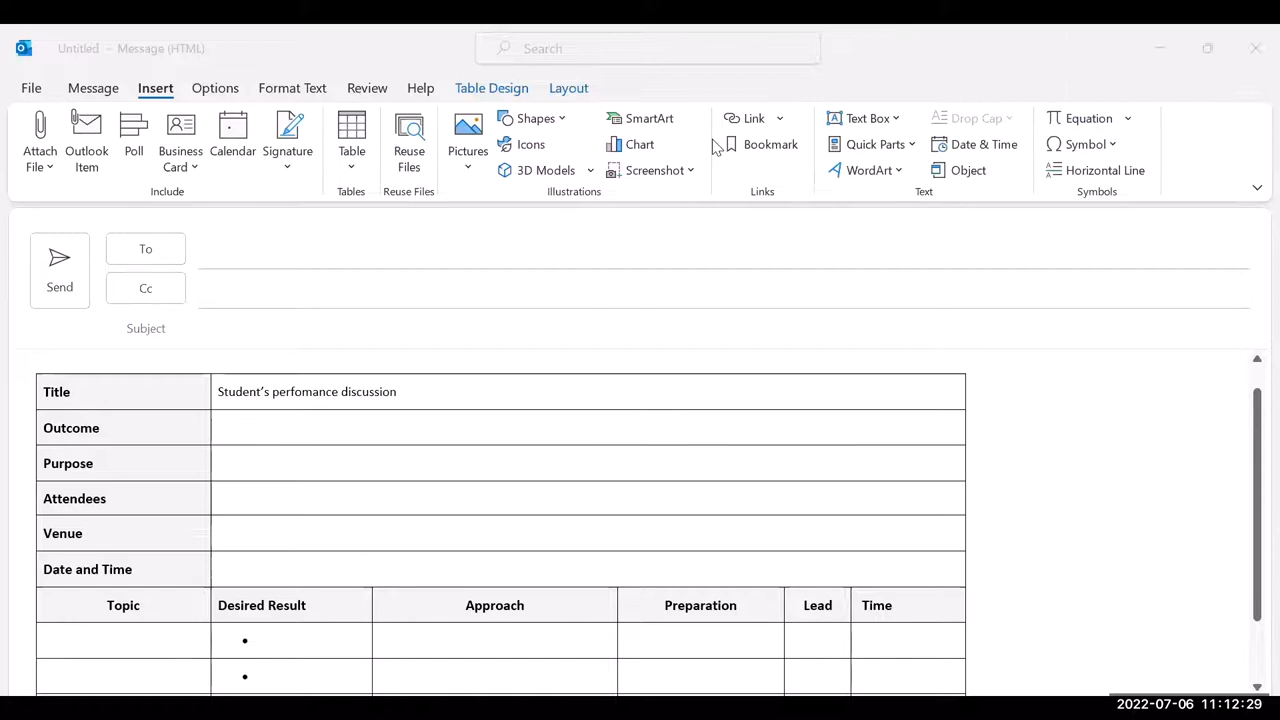 Untitled – Message (HTML)
Search
File Message Insert Options Format Text Review Help Table Design Layout
Attach File
Outlook Item
Poll
Business Card
Calendar
Signature
Include
Table
Tables
Reuse Files
Reuse Files
Pictures
Shapes
Icons
3D Models
SmartArt
Chart
Screenshot
Illustrations
Link
Bookmark
Links
Text Box
Quick Parts
WordArt
Drop Cap
Date & Time
Object
Text
Equation
Symbol
Horizontal Line
Symbols
Send
To
Cc
Subject
Title Student's perfomance discussion
Outcome
Purpose
Attendees
Venue
Date and Time
Topic Desired Result Approach Preparation Lead Time
•
•
2022-07-06 11:12:29